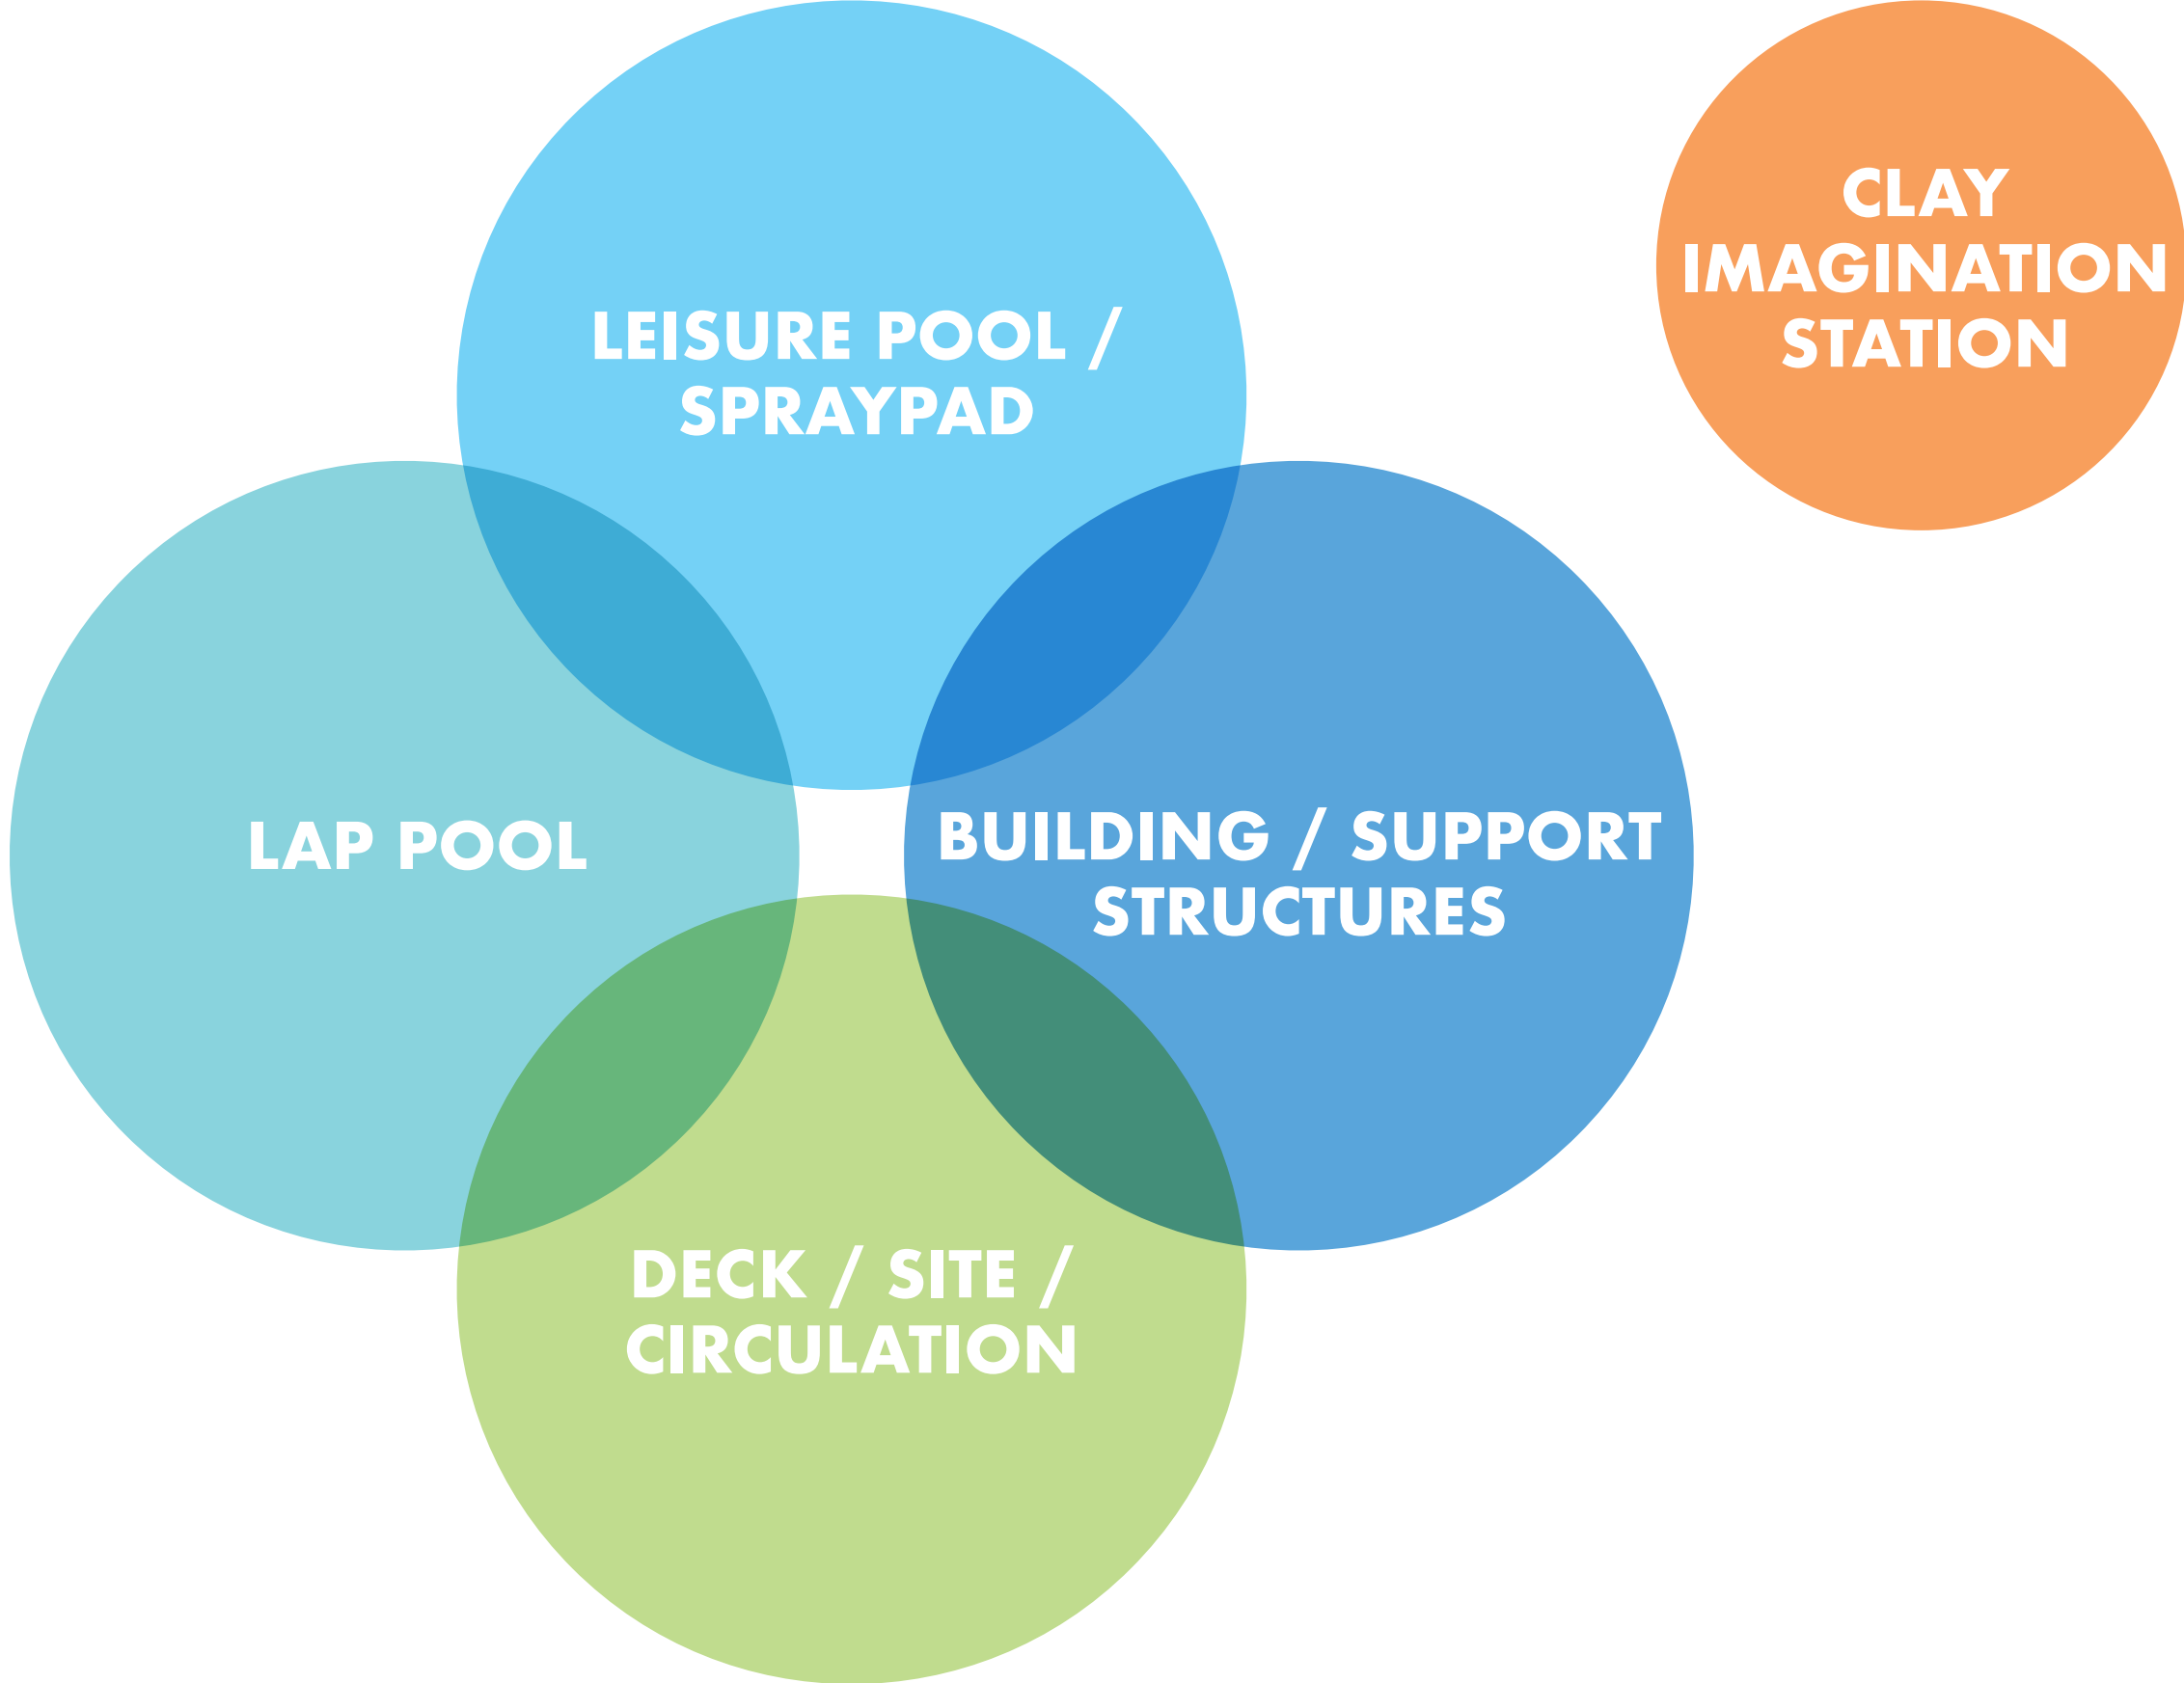 CLAY
IMAGINATION
STATION
LEISURE POOL /
SPRAYPAD
LAP POOL
BUILDING / SUPPORT
STRUCTURES
DECK / SITE /
CIRCULATION